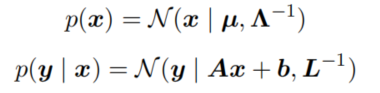 p(x) = 𝒩(x | μ, Λ⁻¹)
p(y | x) = 𝒩(y | Ax + b, L⁻¹)